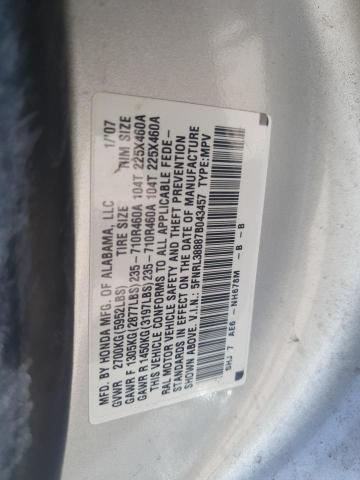 MFD. BY HONDA MFG. OF ALABAMA, LLC 1/07
GVWR 2700KG(5952LBS) TIRE SIZE RIM SIZE
GAWR F 1305KG(2877LBS)235-710R460A 104T 225X460A
GAWR R 1450KG(3197LBS)235-710R460A 104T 225X460A
THIS VEHICLE CONFORMS TO ALL APPLICABLE FEDE-
RAL MOTOR VEHICLE SAFETY AND THEFT PREVENTION
STANDARDS IN EFFECT ON THE DATE OF MANUFACTURE
SHOWN ABOVE. V.I.N.: 5FNRL38887B043457 TYPE:MPV
SHJ 7 AE6 - NH678M - B - B